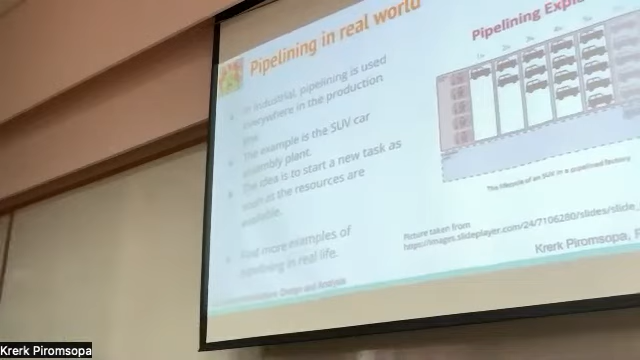 Pipelining in real world
In industrial, pipelining is used
everywhere in the production
line.
The example is the SUV car
assembly plant.
The idea is to start a new task as
soon as the resources are
available.
Find more examples of
pipelining in real life.
Pipelining
The lifecycle of an SUV in a pipelined factory
Picture taken from
https://images.slideplayer.com/24/7106280/slides/slide_
Krerk Piromsopa, P
Design and Analysis
Krerk Piromsopa